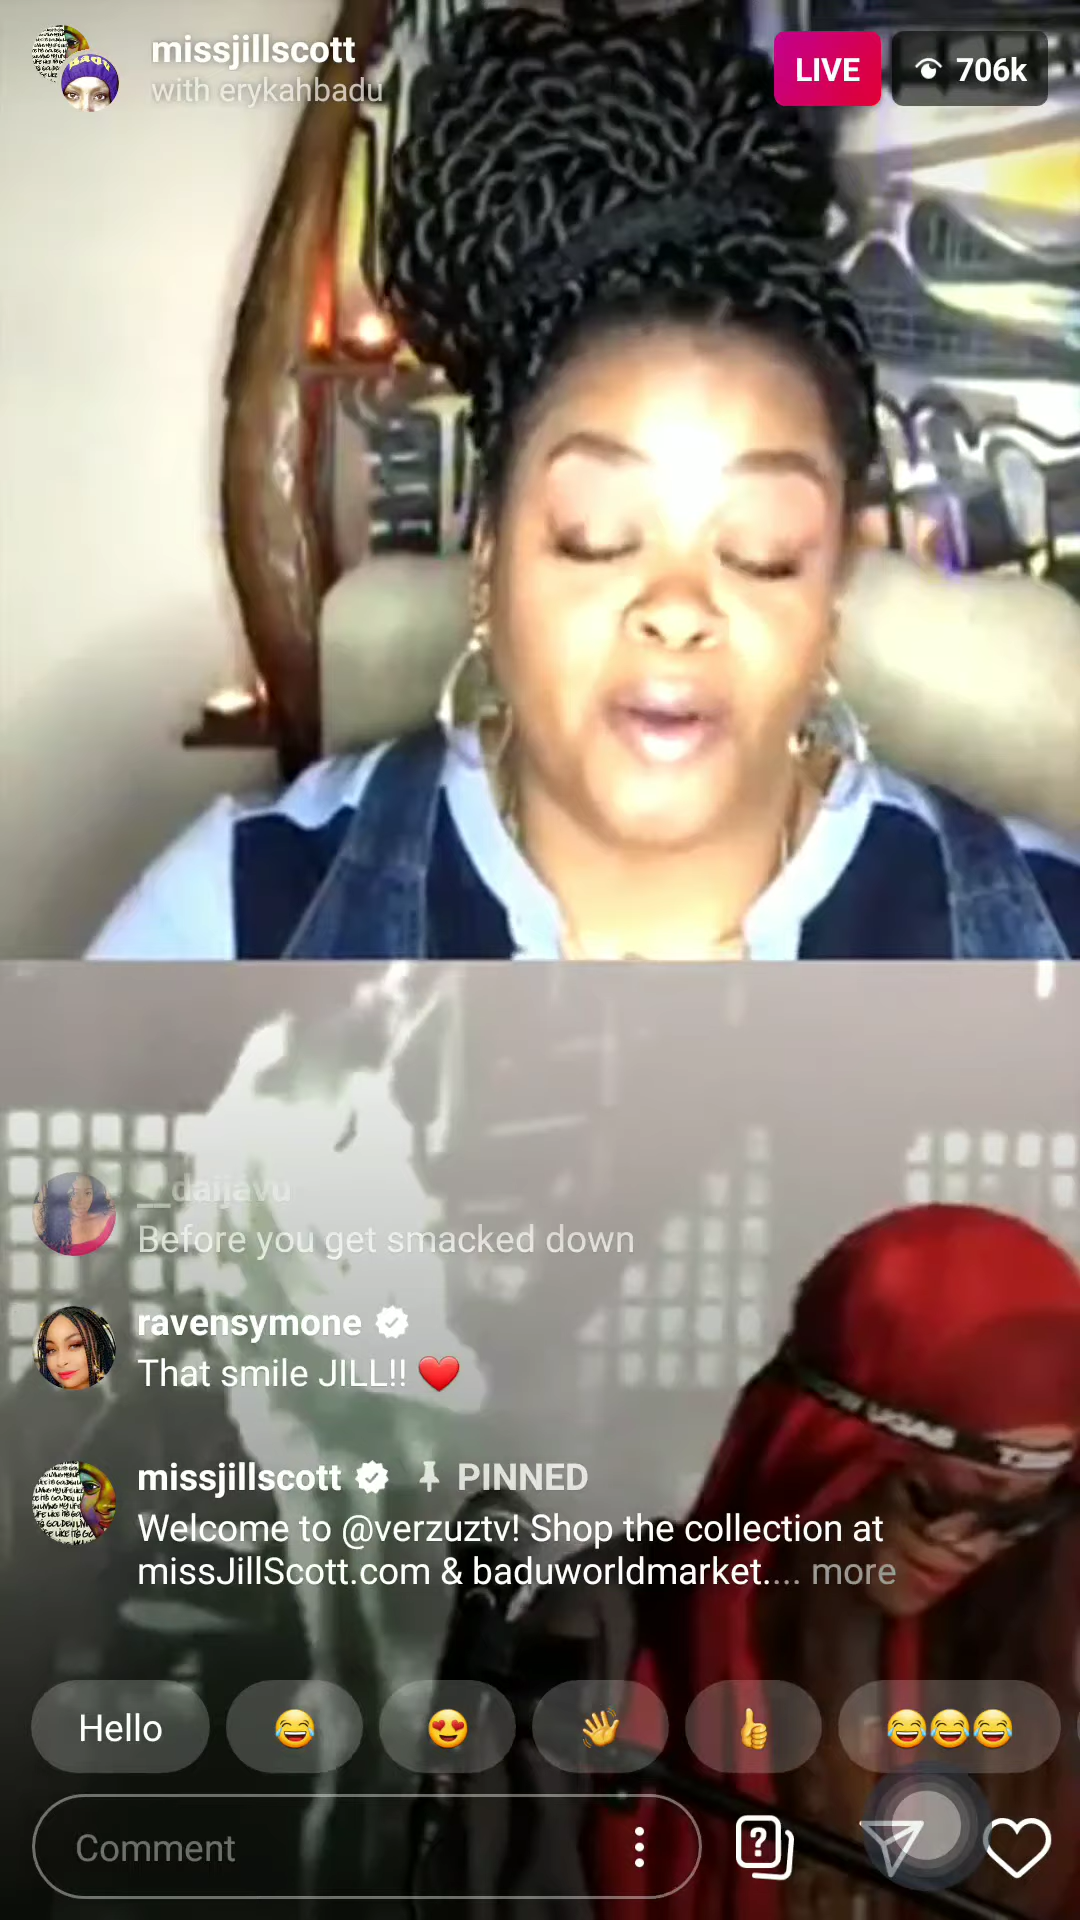 missjillscott
with erykahbadu
LIVE
706k
__daijavu
Before you get smacked down
ravensymone
That smile JILL!! ❤️
missjillscott PINNED
Welcome to @verzuztv! Shop the collection at
missJillScott.com & baduworldmarket.... more
Hello
😂
😍
👋
👍
😂😂😂
Comment